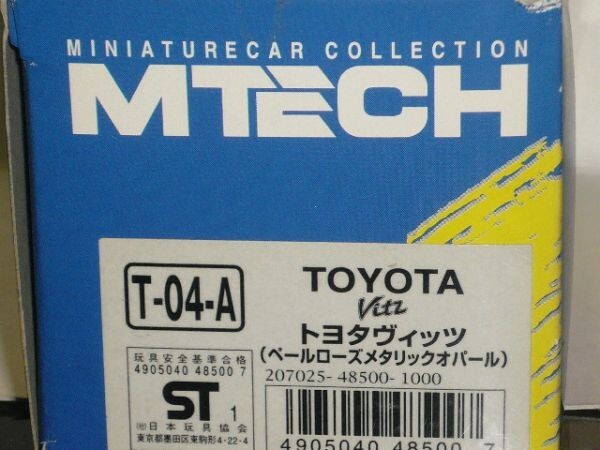 MINIATURECAR COLLECTION
MTECH
T-04-A
TOYOTA
Vitz
トヨタヴィッツ
(ペールローズメタリックオパール)
207025-48500-1000
玩具安全基準合格
4905040 48500 7
ST 1
㈳日本玩具協会
東京都墨田区東駒形4-22-4
4905040 48500 7